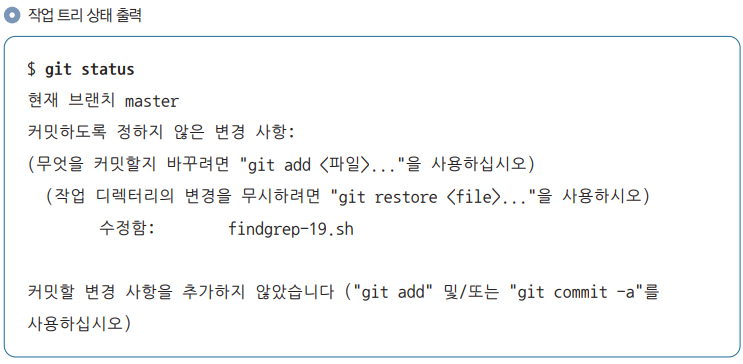 작업 트리 상태 출력
$ git status
현재 브랜치 master
커밋하도록 정하지 않은 변경 사항:
(무엇을 커밋할지 바꾸려면 "git add <파일>..."을 사용하십시오)
(작업 디렉터리의 변경을 무시하려면 "git restore <file>..."을 사용하시오)
수정함: findgrep-19.sh
커밋할 변경 사항을 추가하지 않았습니다 ("git add" 및/또는 "git commit -a"를
사용하십시오)